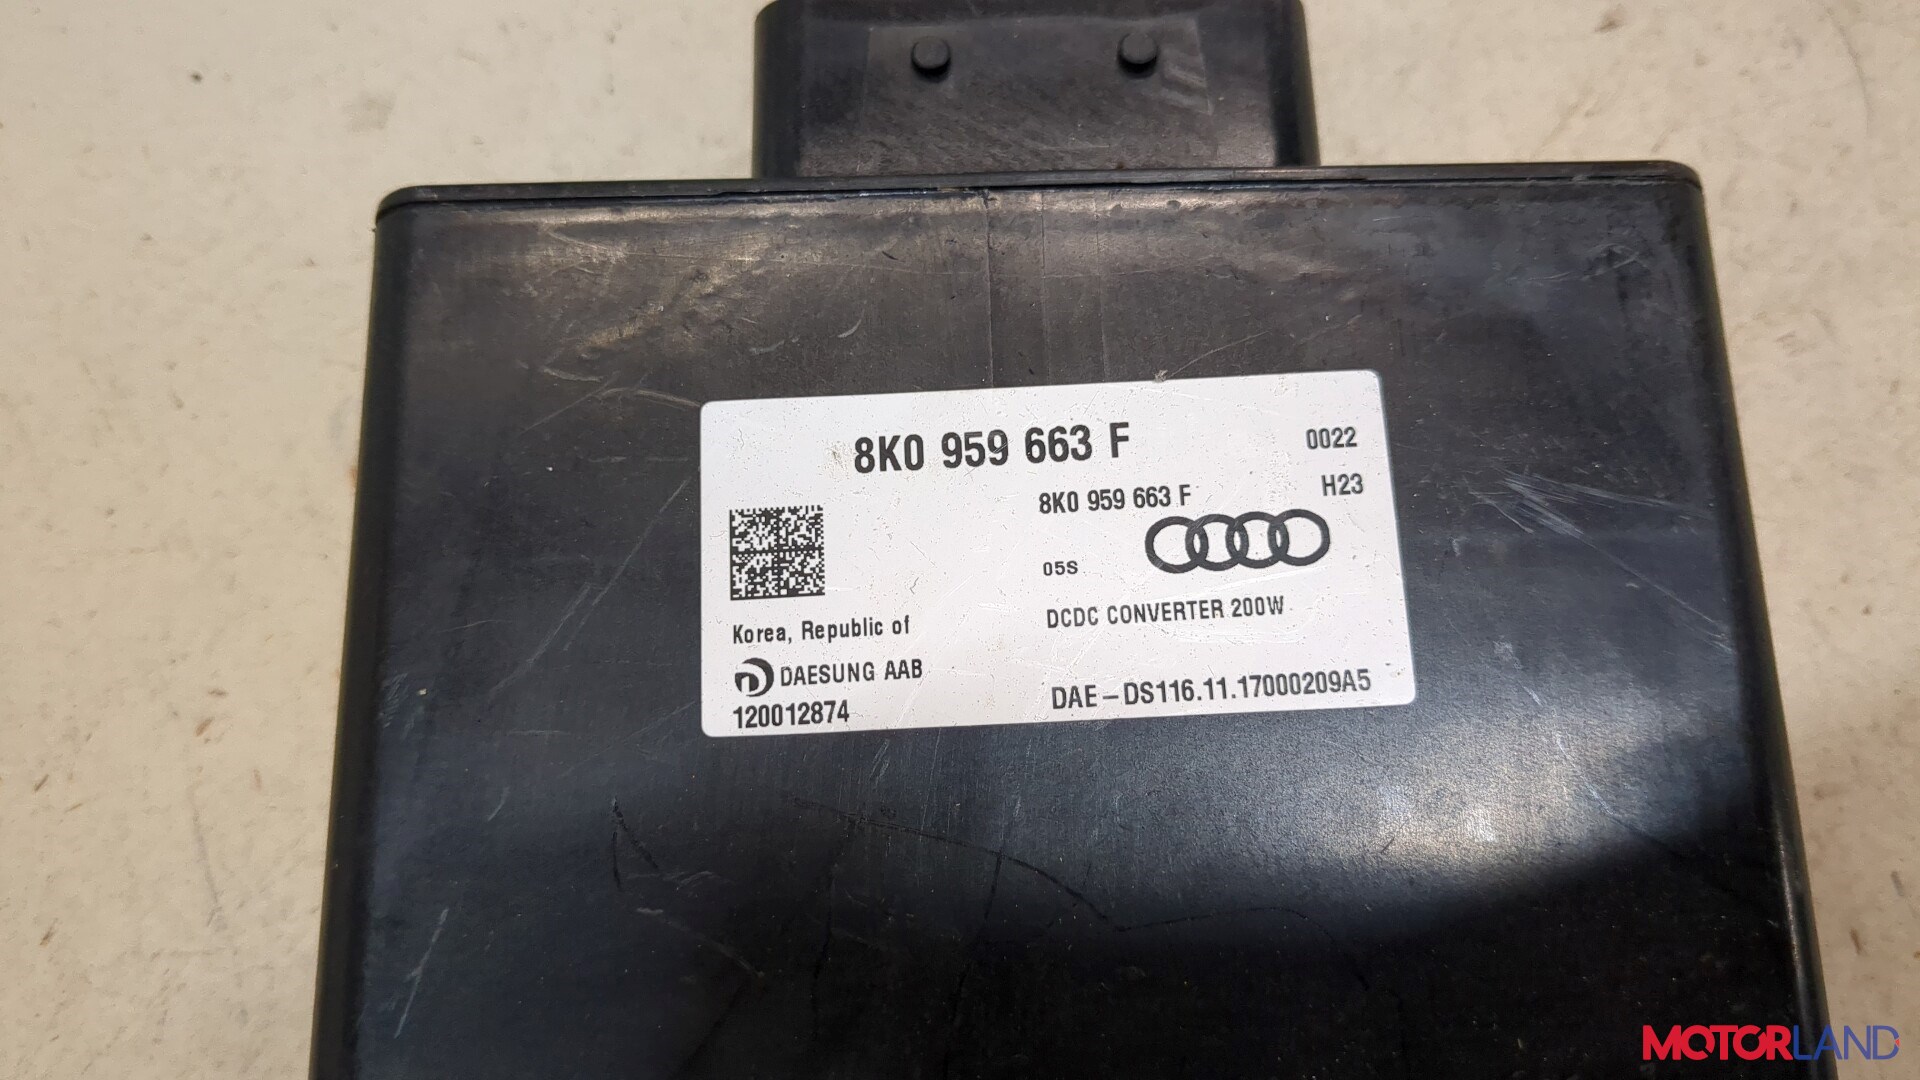 8K0 959 663 F
0022
8K0 959 663 F
H23
05S
DCDC CONVERTER 200W
Korea, Republic of
DAESUNG AAB
120012874
DAE-DS116.11.17000209A5
MOTORLAND